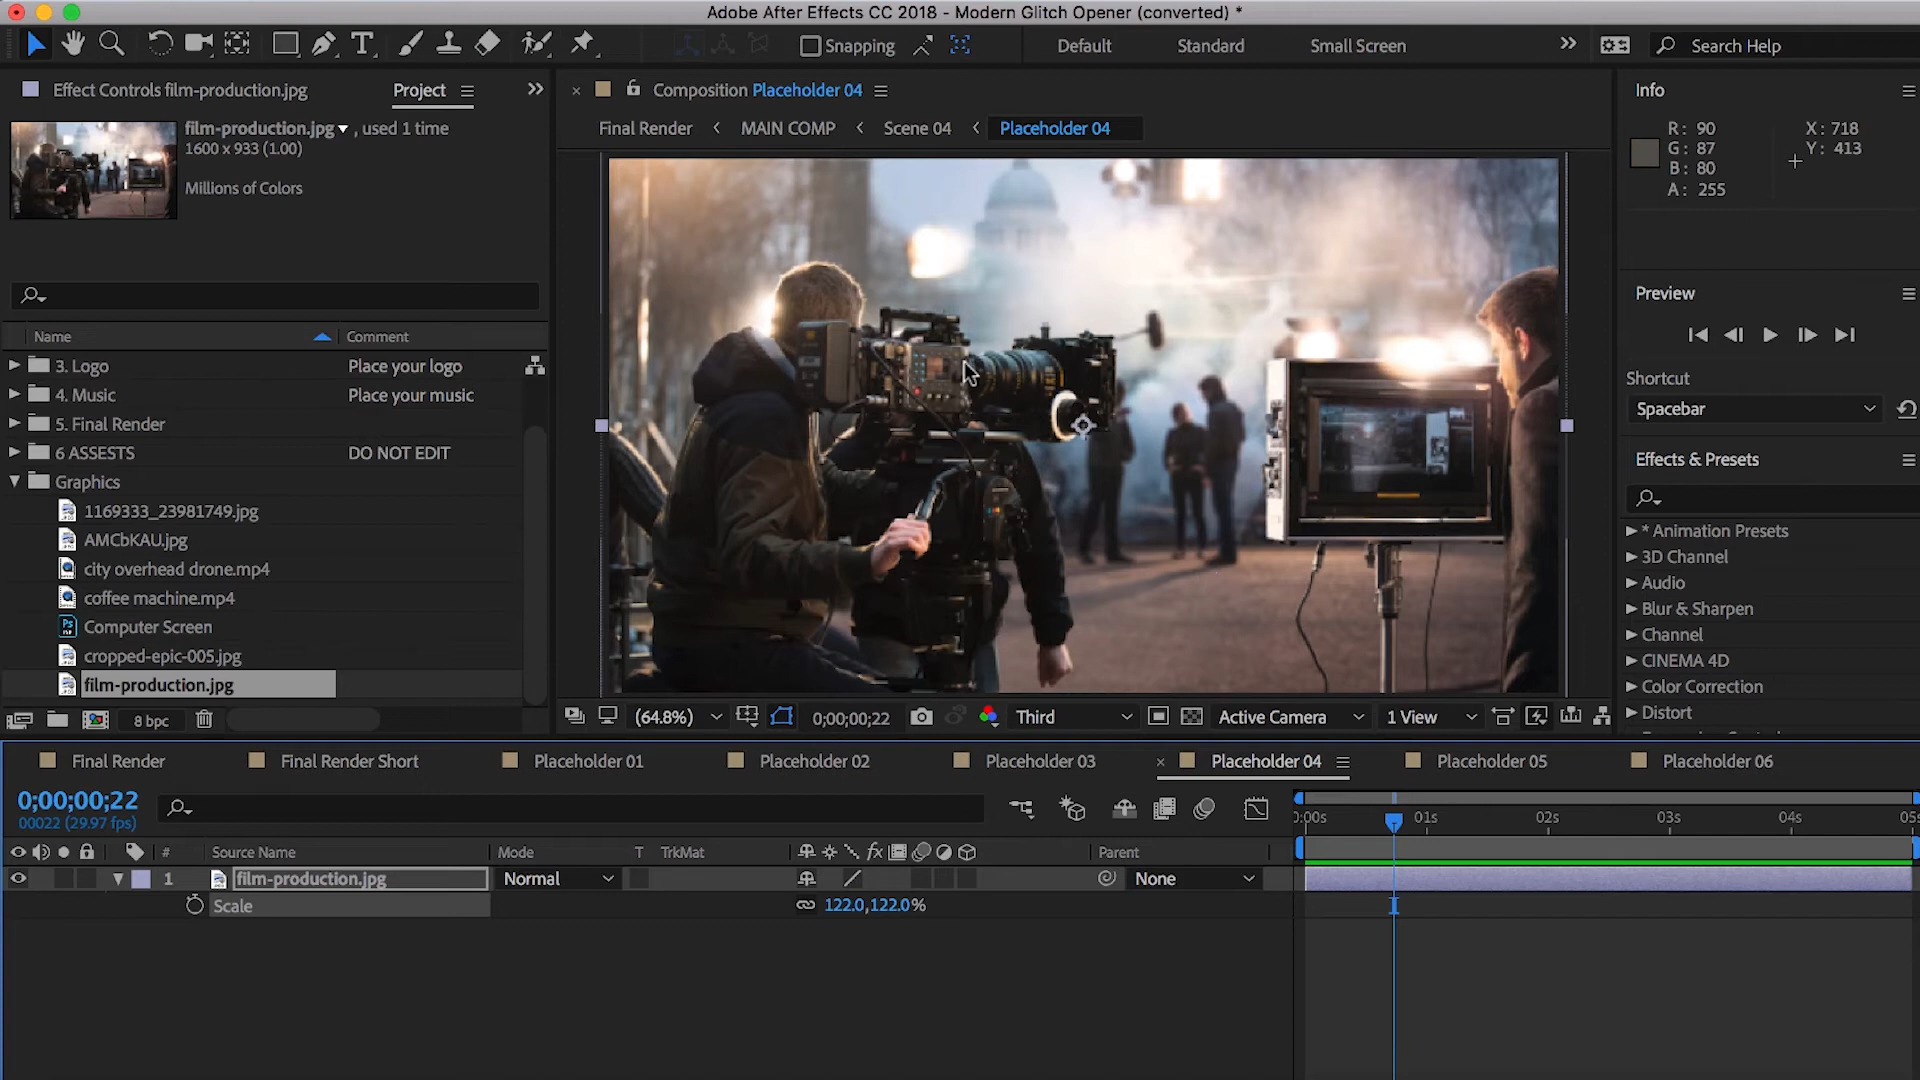 Adobe After Effects CC 2018 - Modern Glitch Opener (converted) *
Snapping
Default
Standard
Small Screen
Search Help
Effect Controls film-production.jpg
Project
film-production.jpg , used 1 time
1600 x 933 (1.00)
Millions of Colors
Name
Comment
3. Logo
Place your logo
4. Music
Place your music
5. Final Render
6 ASSESTS
DO NOT EDIT
Graphics
1169333_23981749.jpg
AMCbKAU.jpg
city overhead drone.mp4
coffee machine.mp4
Computer Screen
cropped-epic-005.jpg
film-production.jpg
8 bpc
Composition Placeholder 04
Final Render
MAIN COMP
Scene 04
Placeholder 04
(64.8%)
0;00;00;22
Third
Active Camera
1 View
Info
R: 90
G: 87
B: 80
A: 255
X: 718
Y: 413
Preview
Shortcut
Spacebar
Effects & Presets
* Animation Presets
3D Channel
Audio
Blur & Sharpen
Channel
CINEMA 4D
Color Correction
Distort
Final Render
Final Render Short
Placeholder 01
Placeholder 02
Placeholder 03
Placeholder 04
Placeholder 05
Placeholder 06
0;00;00;22
00022 (29.97 fps)
# Source Name
Mode
T TrkMat
fx
Parent
1 film-production.jpg
Normal
None
Scale
122.0,122.0%
0:00s
01s
02s
03s
04s
05s